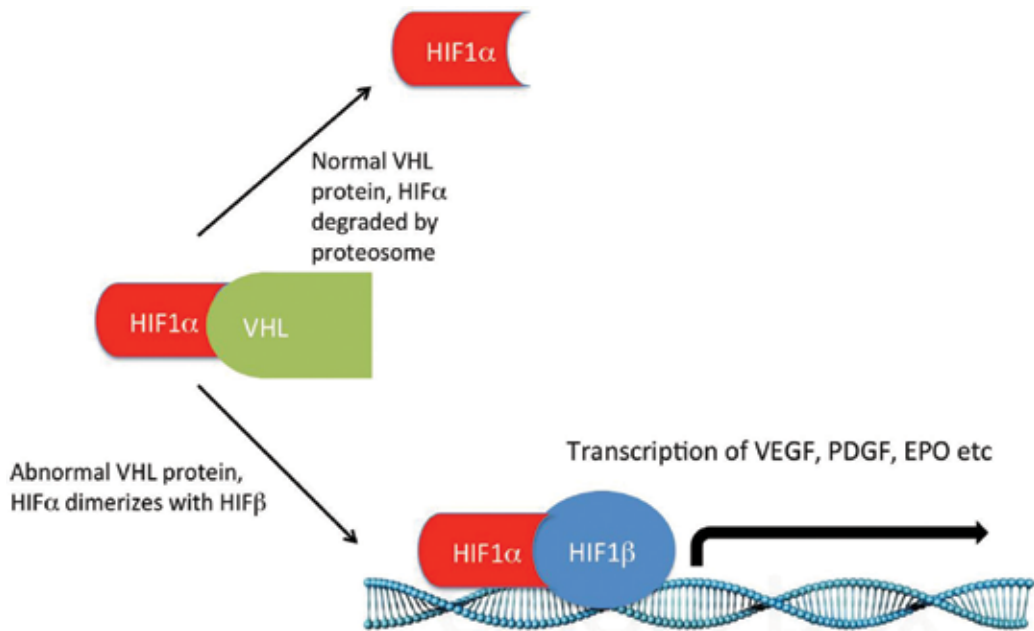 HIF1α
Normal VHL
protein, HIFα
degraded by
proteosome
HIF1α
VHL
Abnormal VHL protein,
HIFα dimerizes with HIFβ
Transcription of VEGF, PDGF, EPO etc
HIF1α
HIF1β